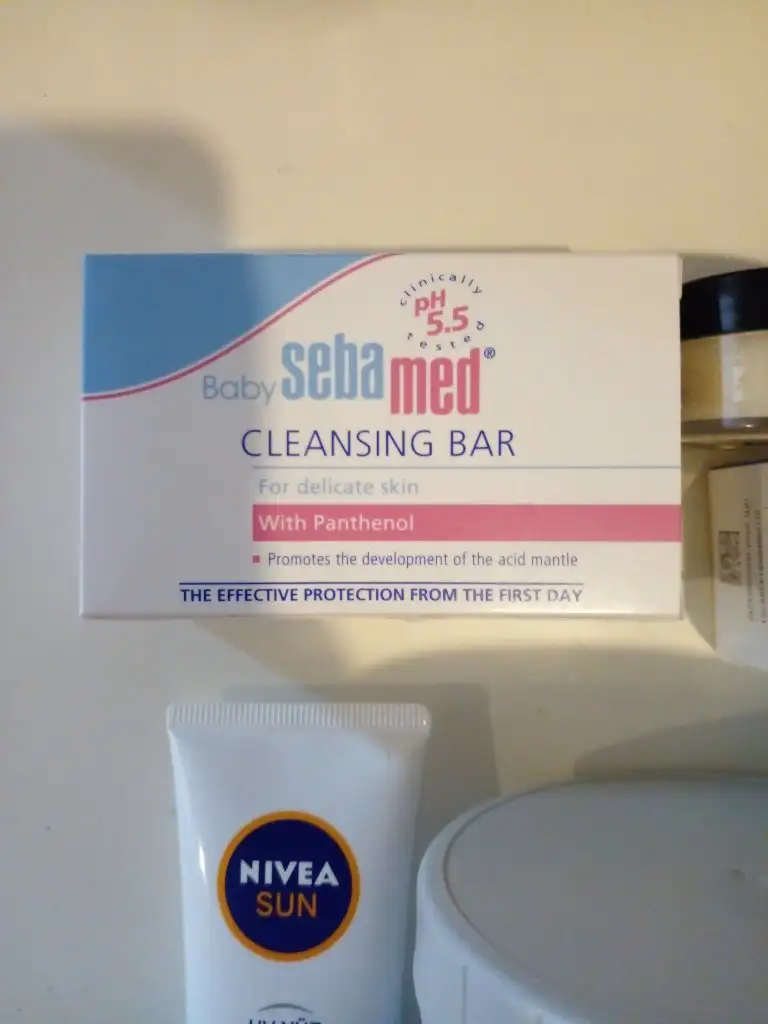 clinically
pH
5.5
tested
Baby sebamed®
CLEANSING BAR
For delicate skin
With Panthenol
▪ Promotes the development of the acid mantle
THE EFFECTIVE PROTECTION FROM THE FIRST DAY
NIVEA
SUN